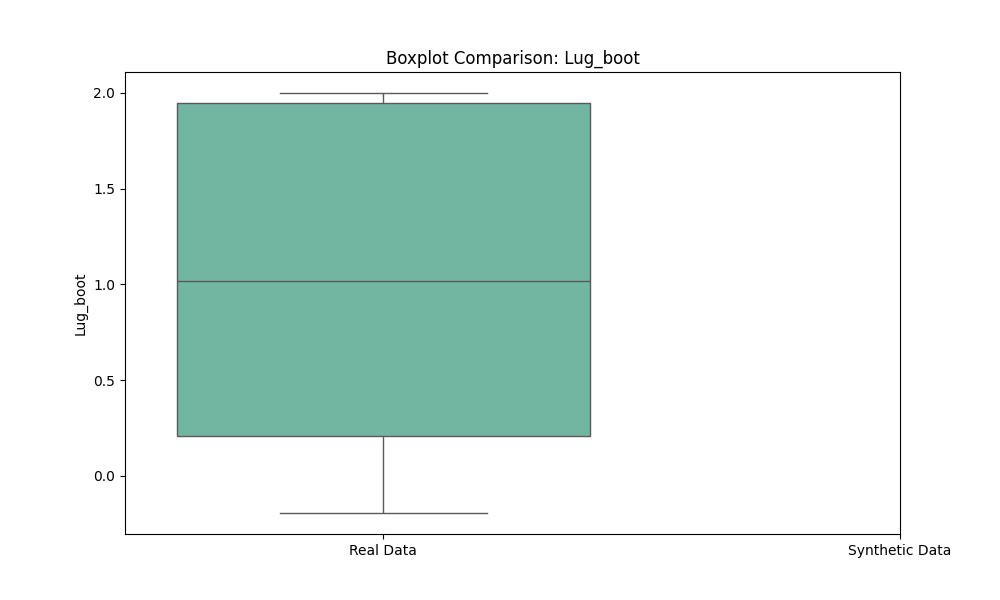 Boxplot Comparison: Lug_boot
2.0
1.5
1.0
0.5
0.0
Lug_boot
Real Data
Synthetic Data